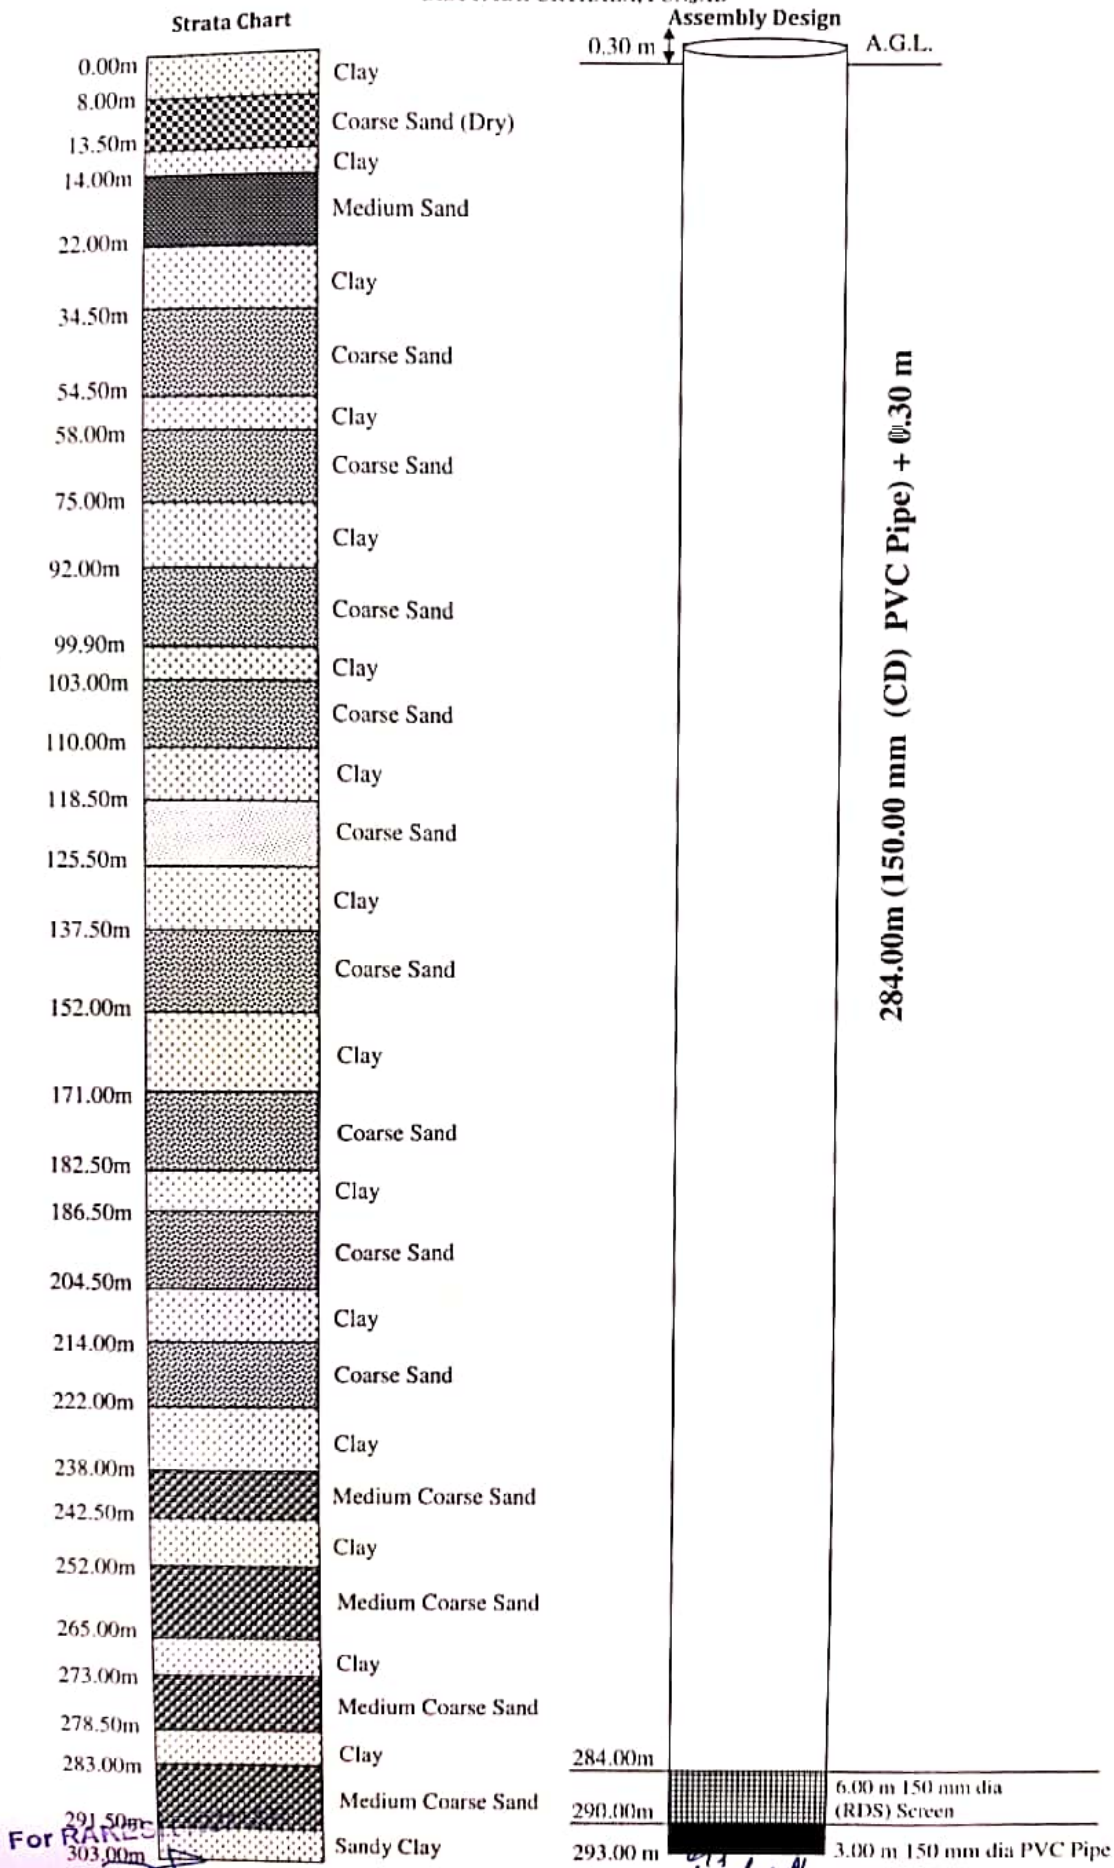 Strata Chart
0.00m
Clay
8.00m
Coarse Sand (Dry)
13.50m
Clay
14.00m
Medium Sand
22.00m
Clay
34.50m
Coarse Sand
54.50m
Clay
58.00m
Coarse Sand
75.00m
Clay
92.00m
Coarse Sand
99.90m
Clay
103.00m
Coarse Sand
110.00m
Clay
118.50m
Coarse Sand
125.50m
Clay
137.50m
Coarse Sand
152.00m
Clay
171.00m
Coarse Sand
182.50m
Clay
186.50m
Coarse Sand
204.50m
Clay
214.00m
Coarse Sand
222.00m
Clay
238.00m
Medium Coarse Sand
242.50m
Clay
252.00m
Medium Coarse Sand
265.00m
Clay
273.00m
Medium Coarse Sand
278.50m
Clay
283.00m
Medium Coarse Sand
291.50m
Sandy Clay
303.00m
For
Assembly Design
0.30 m
A.G.L.
284.00m (150.00 mm (CD) PVC Pipe) + 0.30 m
284.00m
6.00 m 150 mm dia
(RDS) Screen
290.00m
3.00 m 150 mm dia PVC Pipe
293.00 m